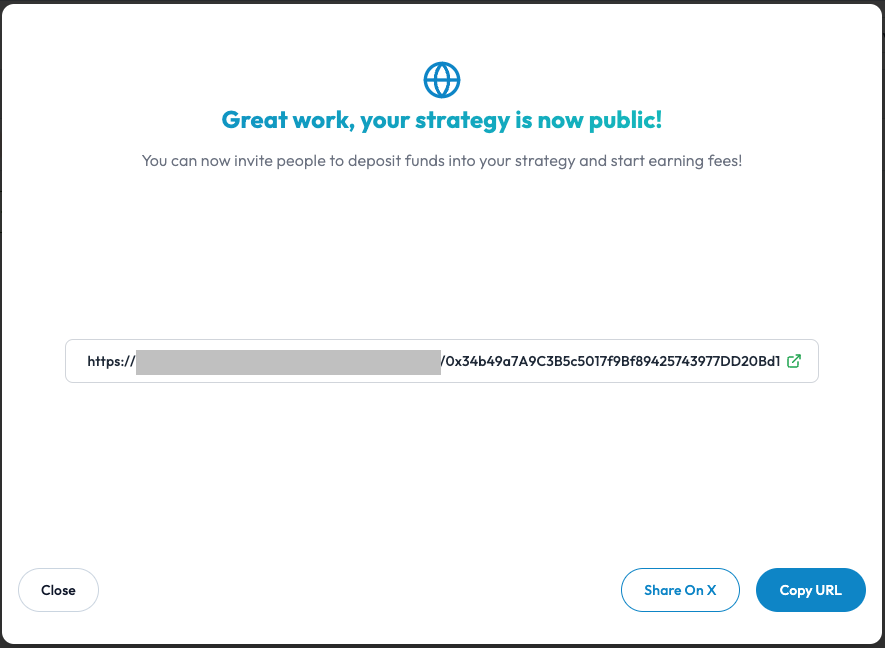 Great work, your strategy is now public!
You can now invite people to deposit funds into your strategy and start earning fees!
https:///0x34b49a7A9C3B5c5017f9Bf89425743977DD20Bd1
Close
Share On X
Copy URL